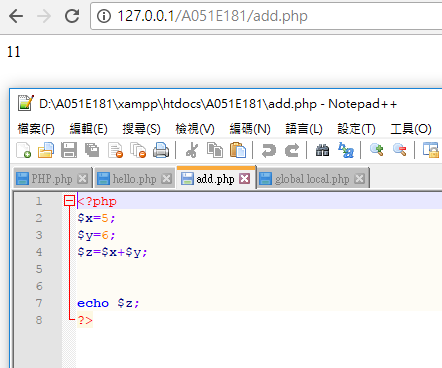 127.0.0.1/A051E181/add.php
11
D:\A051E181\xampp\htdocs\A051E181\add.php - Notepad++
檔案(F) 編輯(E) 搜尋(S) 檢視(V) 編碼(N) 語言(L) 設定(T) 工具(O)
PHP.php hello.php add.php global local.php
1 <?php
2 $x=5;
3 $y=6;
4 $z=$x+$y;
5
6
7 echo $z;
8 ?>